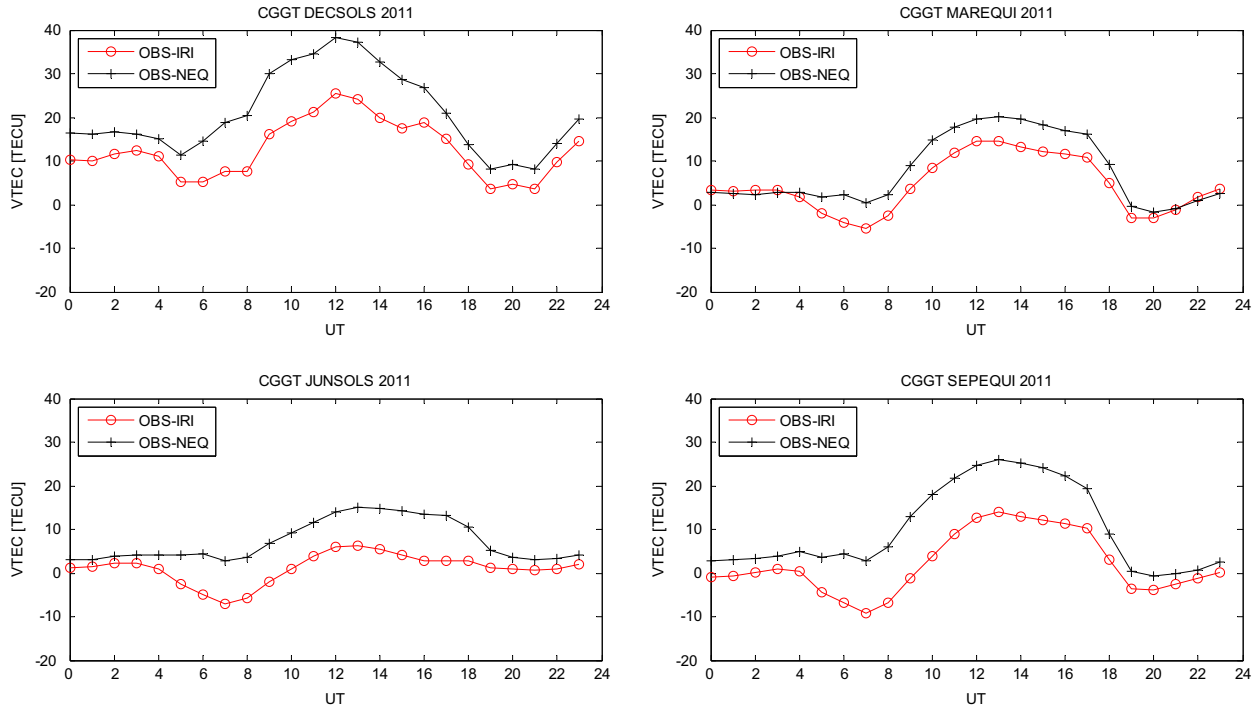 CGGT DECSOLS 2011
40
30
20
10
0
-10
-20
VTEC [TECU]
OBS-IRI
OBS-NEQ
0 2 4 6 8 10 12 14 16 18 20 22 24
UT
CGGT MAREQUI 2011
40
30
20
10
0
-10
-20
VTEC [TECU]
OBS-IRI
OBS-NEQ
0 2 4 6 8 10 12 14 16 18 20 22 24
UT
CGGT JUNSOLS 2011
40
30
20
10
0
-10
-20
VTEC [TECU]
OBS-IRI
OBS-NEQ
0 2 4 6 8 10 12 14 16 18 20 22 24
UT
CGGT SEPEQUI 2011
40
30
20
10
0
-10
-20
VTEC [TECU]
OBS-IRI
OBS-NEQ
0 2 4 6 8 10 12 14 16 18 20 22 24
UT